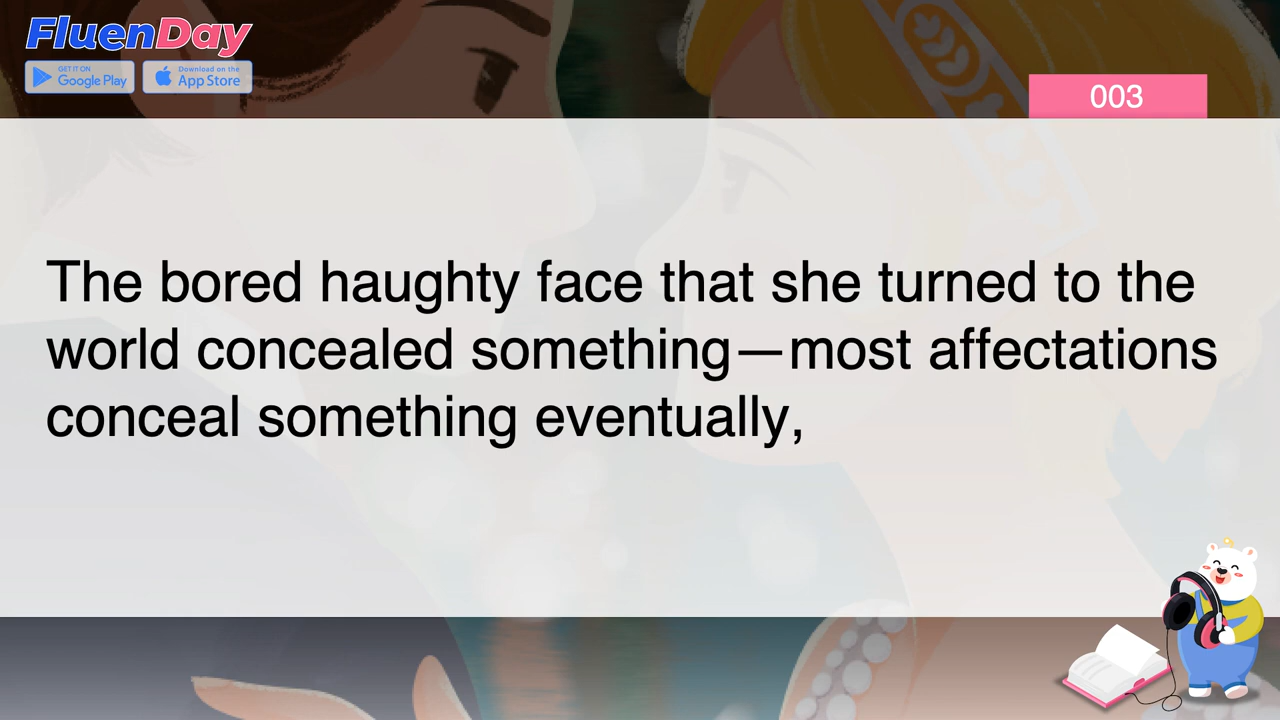 FluenDay
GET IT ON
Google Play
Download on the
App Store
003
The bored haughty face that she turned to the
world concealed something—most affectations
conceal something eventually,